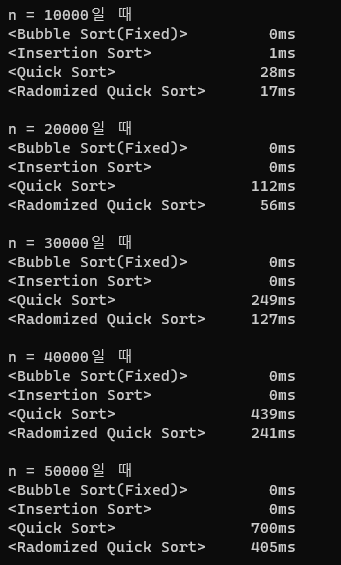 n = 10000일 때
<Bubble Sort(Fixed)> 0ms
<Insertion Sort> 1ms
<Quick Sort> 28ms
<Radomized Quick Sort> 17ms
n = 20000일 때
<Bubble Sort(Fixed)> 0ms
<Insertion Sort> 0ms
<Quick Sort> 112ms
<Radomized Quick Sort> 56ms
n = 30000일 때
<Bubble Sort(Fixed)> 0ms
<Insertion Sort> 0ms
<Quick Sort> 249ms
<Radomized Quick Sort> 127ms
n = 40000일 때
<Bubble Sort(Fixed)> 0ms
<Insertion Sort> 0ms
<Quick Sort> 439ms
<Radomized Quick Sort> 241ms
n = 50000일 때
<Bubble Sort(Fixed)> 0ms
<Insertion Sort> 0ms
<Quick Sort> 700ms
<Radomized Quick Sort> 405ms